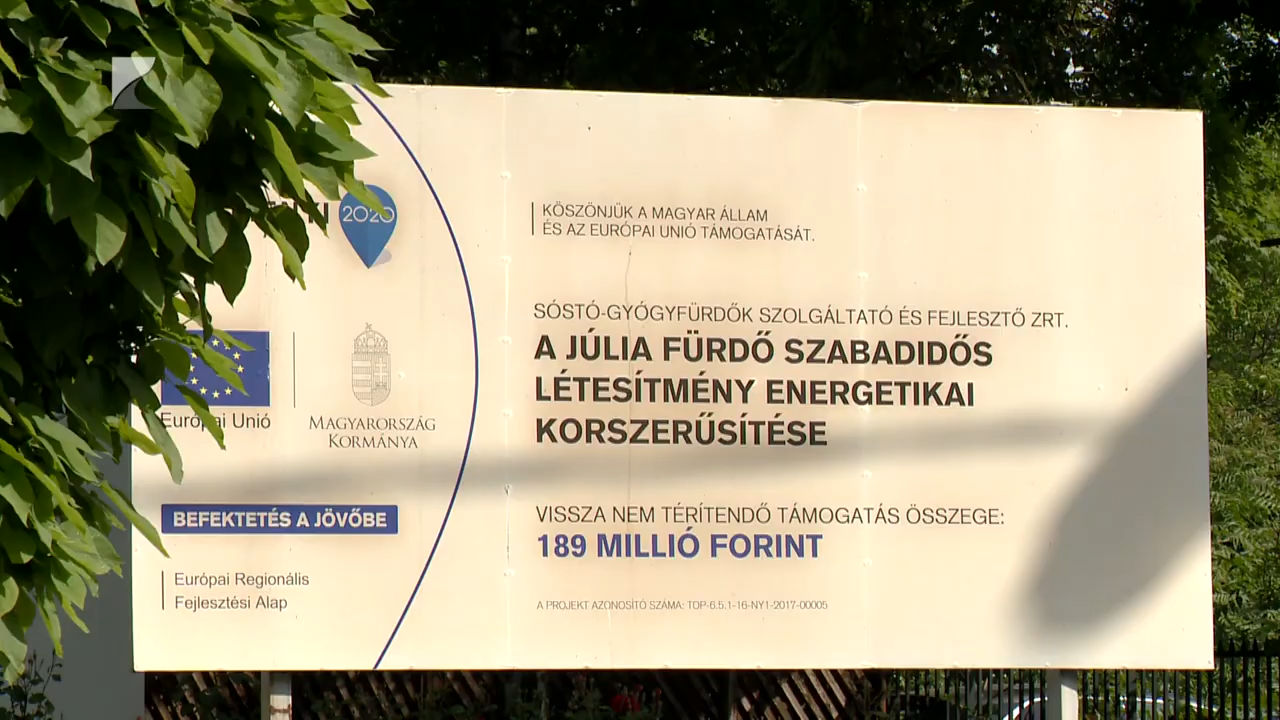 2020
Európai Unió
MAGYARORSZÁG
KORMÁNYA
BEFEKTETÉS A JÖVŐBE
Európai Regionális
Fejlesztési Alap
KÖSZÖNJÜK A MAGYAR ÁLLAM
ÉS AZ EURÓPAI UNIÓ TÁMOGATÁSÁT.
SÓSTÓ-GYÓGYFÜRDŐK SZOLGÁLTATÓ ÉS FEJLESZTŐ ZRT.
A JÚLIA FÜRDŐ SZABADIDŐS
LÉTESÍTMÉNY ENERGETIKAI
KORSZERŰSÍTÉSE
VISSZA NEM TÉRÍTENDŐ TÁMOGATÁS ÖSSZEGE:
189 MILLIÓ FORINT
A PROJEKT AZONOSÍTÓ SZÁMA: TOP-6.5.1-16-NY1-2017-00005